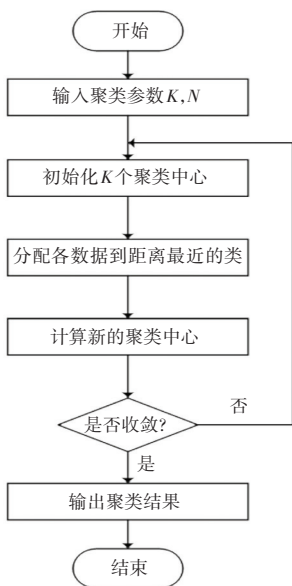 开始
输入聚类参数K,N
初始化K个聚类中心
分配各数据到距离最近的类
计算新的聚类中心
是否收敛?
否
是
输出聚类结果
结束